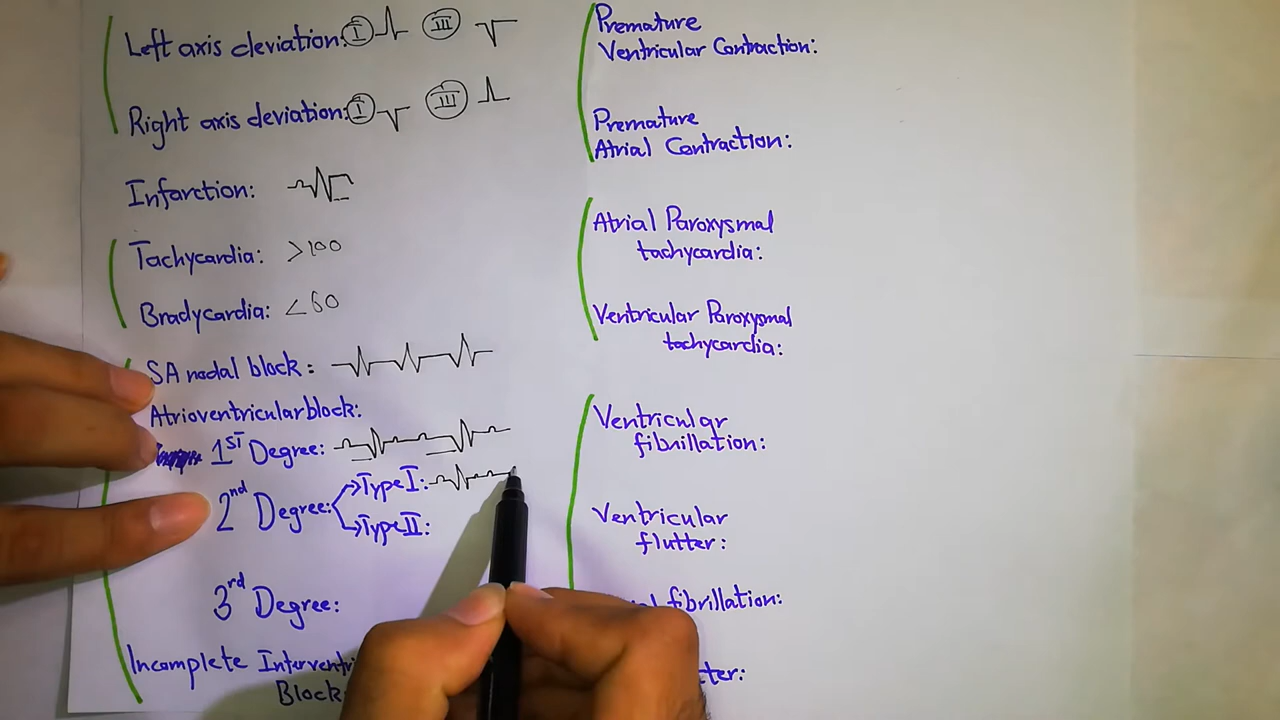 Left axis deviation: I III
Right axis deviation: I III
Infarction:
Tachycardia: >100
Bradycardia: <60
SA nodal block:
Atrioventricular block:
1ST Degree:
2nd Degree:
Type I:
Type II:
3rd Degree:
Incomplete
Block
Premature
Ventricular Contraction:
Premature
Atrial Contraction:
Atrial Paroxysmal
tachycardia:
Ventricular Paroxysmal
tachycardia:
Ventricular
fibrillation:
Ventricular
flutter:
fibrillation: